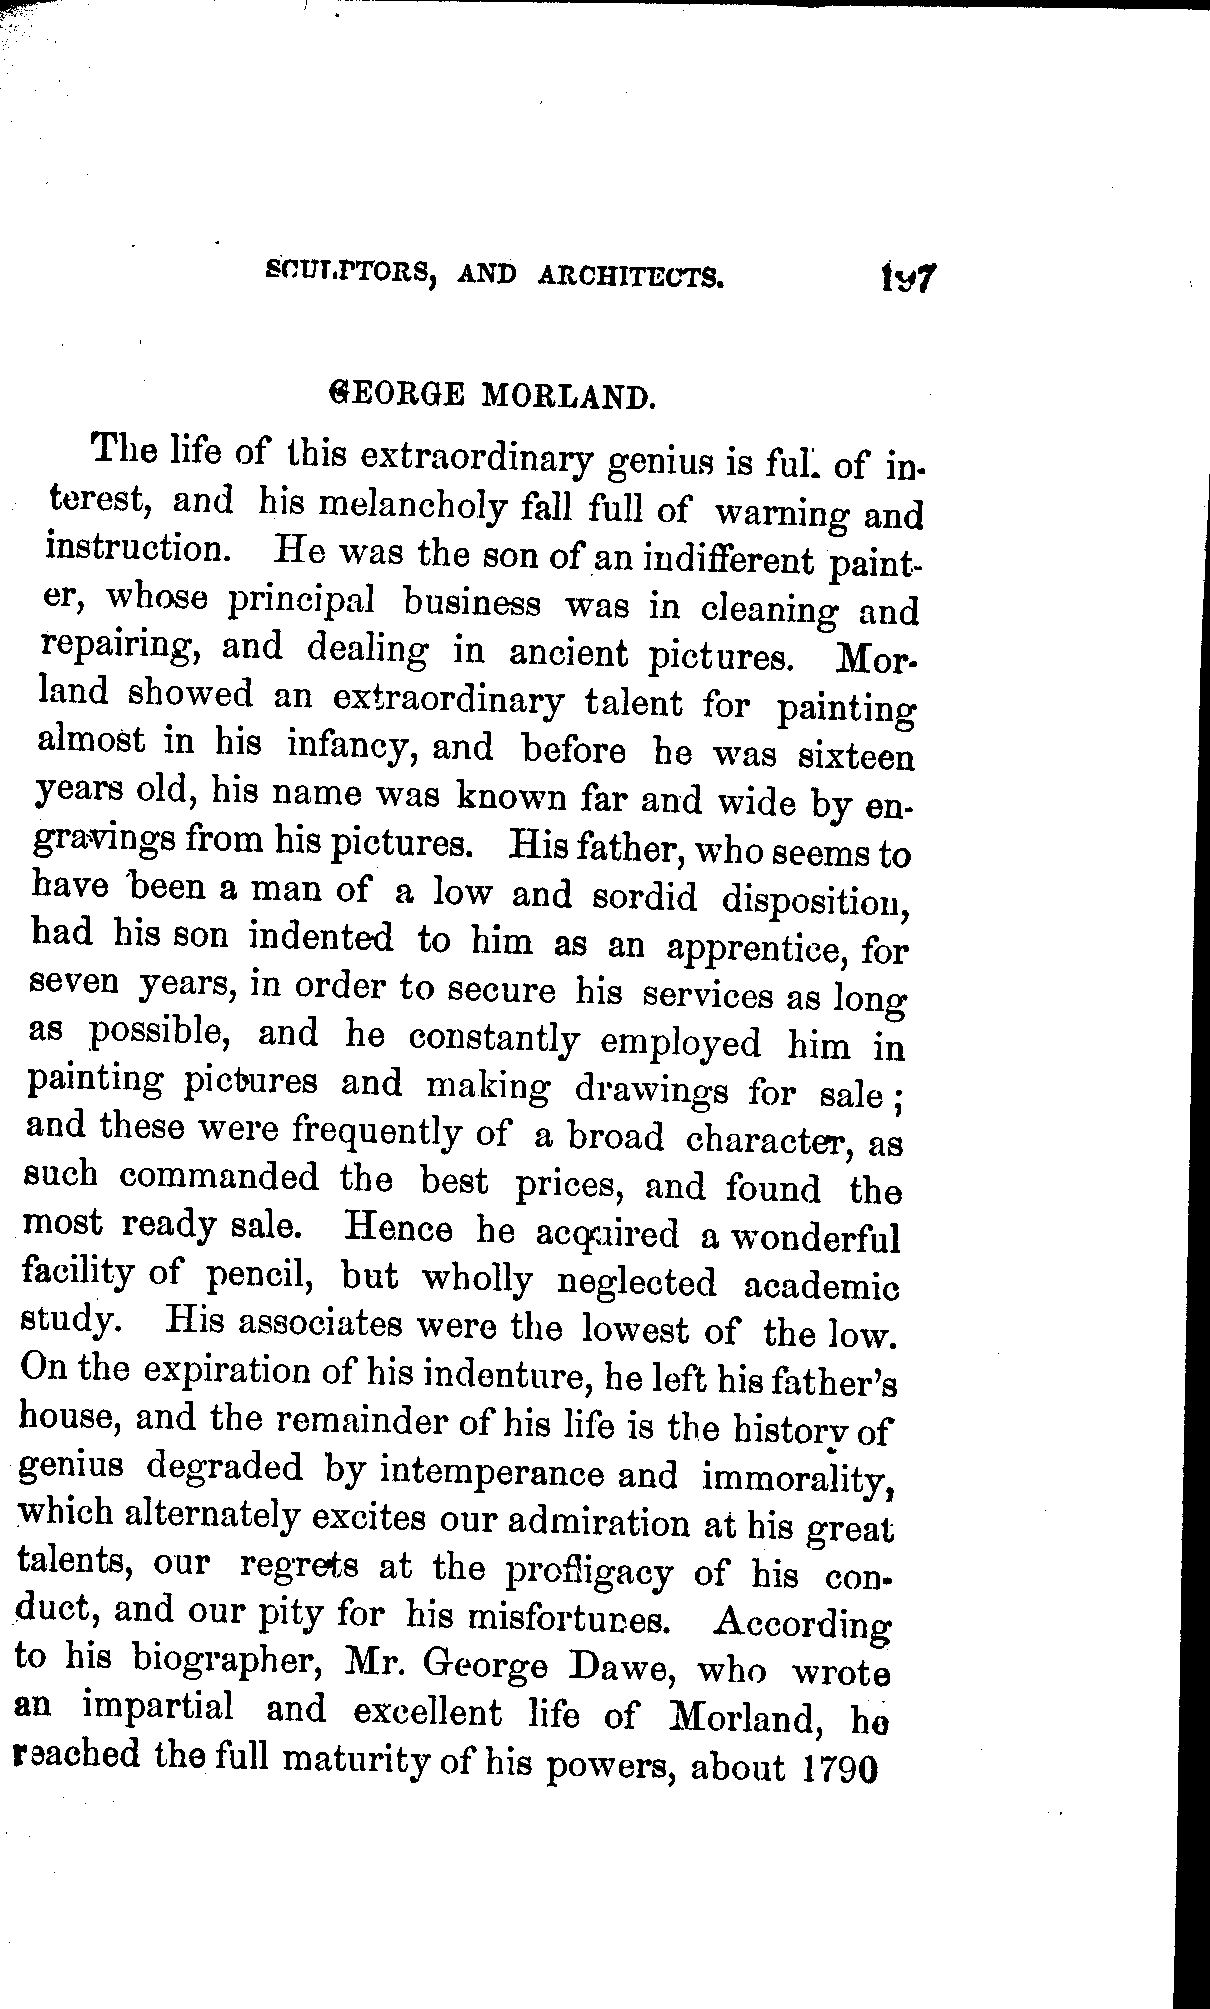 SCULPTORS, AND ARCHITECTS. 197
GEORGE MORLAND.
The life of this extraordinary genius is full of in-
terest, and his melancholy fall full of warning and
instruction. He was the son of an indifferent paint-
er, whose principal business was in cleaning and
repairing, and dealing in ancient pictures. Mor-
land showed an extraordinary talent for painting
almost in his infancy, and before he was sixteen
years old, his name was known far and wide by en-
gravings from his pictures. His father, who seems to
have been a man of a low and sordid disposition,
had his son indented to him as an apprentice, for
seven years, in order to secure his services as long
as possible, and he constantly employed him in
painting pictures and making drawings for sale;
and these were frequently of a broad character, as
such commanded the best prices, and found the
most ready sale. Hence he acquired a wonderful
facility of pencil, but wholly neglected academic
study. His associates were the lowest of the low.
On the expiration of his indenture, he left his father's
house, and the remainder of his life is the history of
genius degraded by intemperance and immorality,
which alternately excites our admiration at his great
talents, our regrets at the profligacy of his con-
duct, and our pity for his misfortunes. According
to his biographer, Mr. George Dawe, who wrote
an impartial and excellent life of Morland, he
reached the full maturity of his powers, about 1790